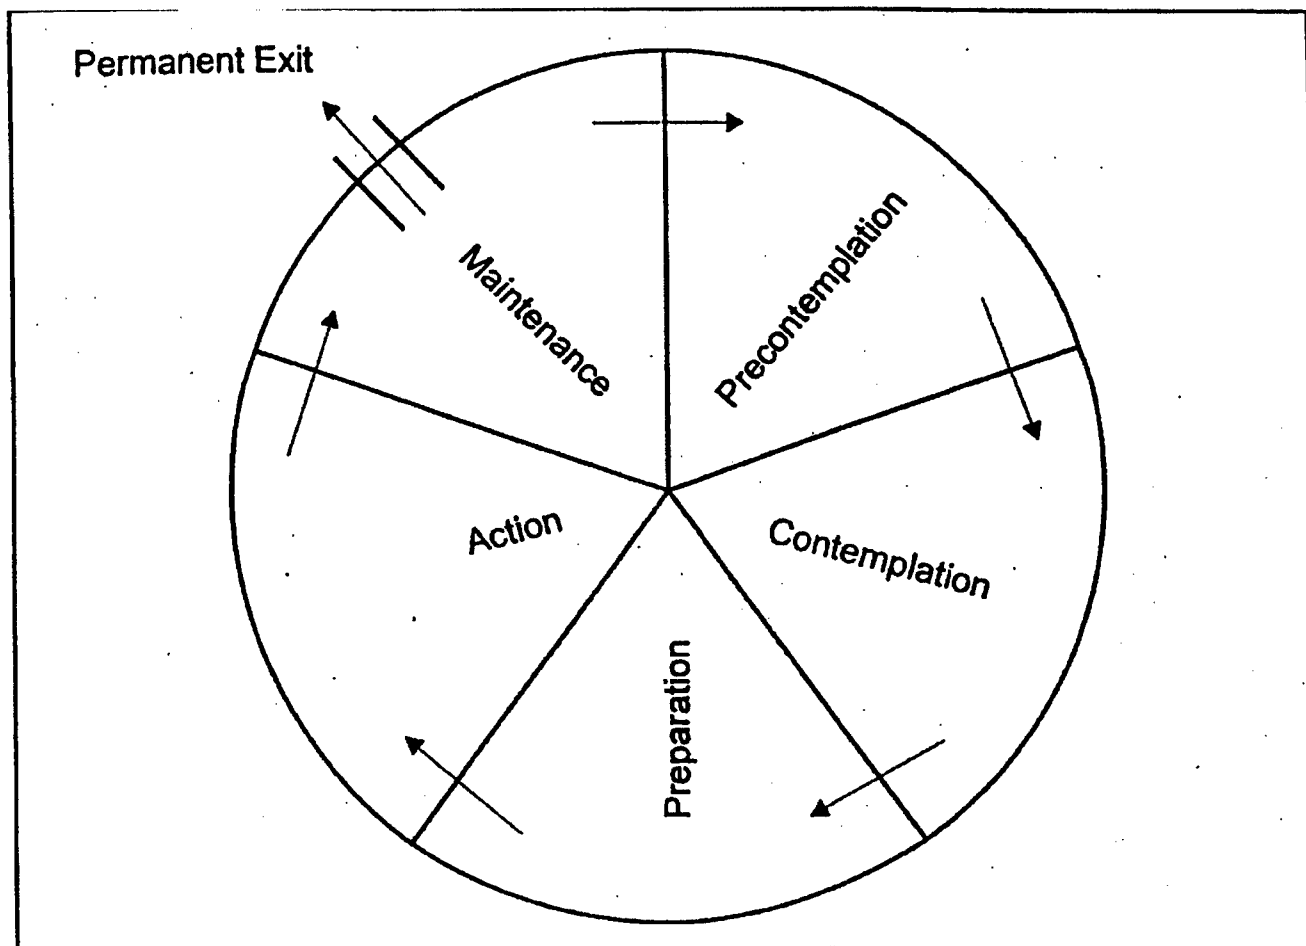 Permanent Exit
Maintenance
Precontemplation
Action
Contemplation
Preparation